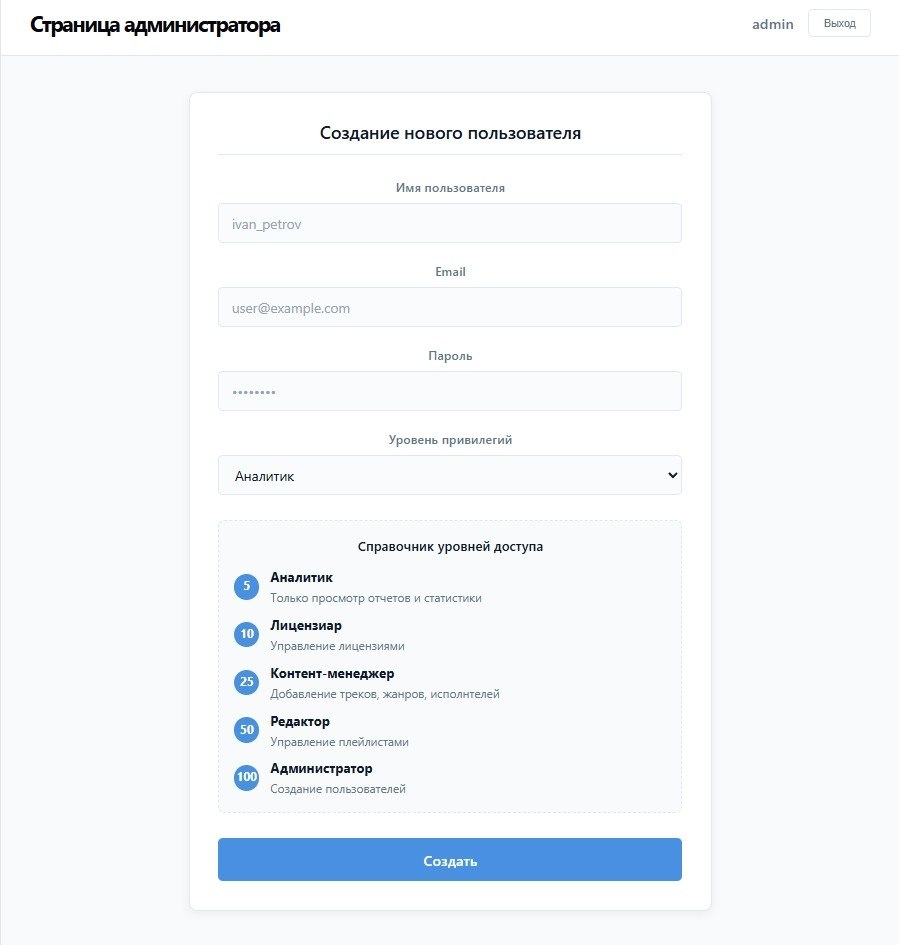 Страница администратора
admin
Выход
Создание нового пользователя
Имя пользователя
ivan_petrov
Email
user@example.com
Пароль
••••••••
Уровень привилегий
Аналитик
Справочник уровней доступа
5
Аналитик
Только просмотр отчетов и статистики
10
Лицензиар
Управление лицензиями
25
Контент-менеджер
Добавление треков, жанров, исполнтелей
50
Редактор
Управление плейлистами
100
Администратор
Создание пользователей
Создать